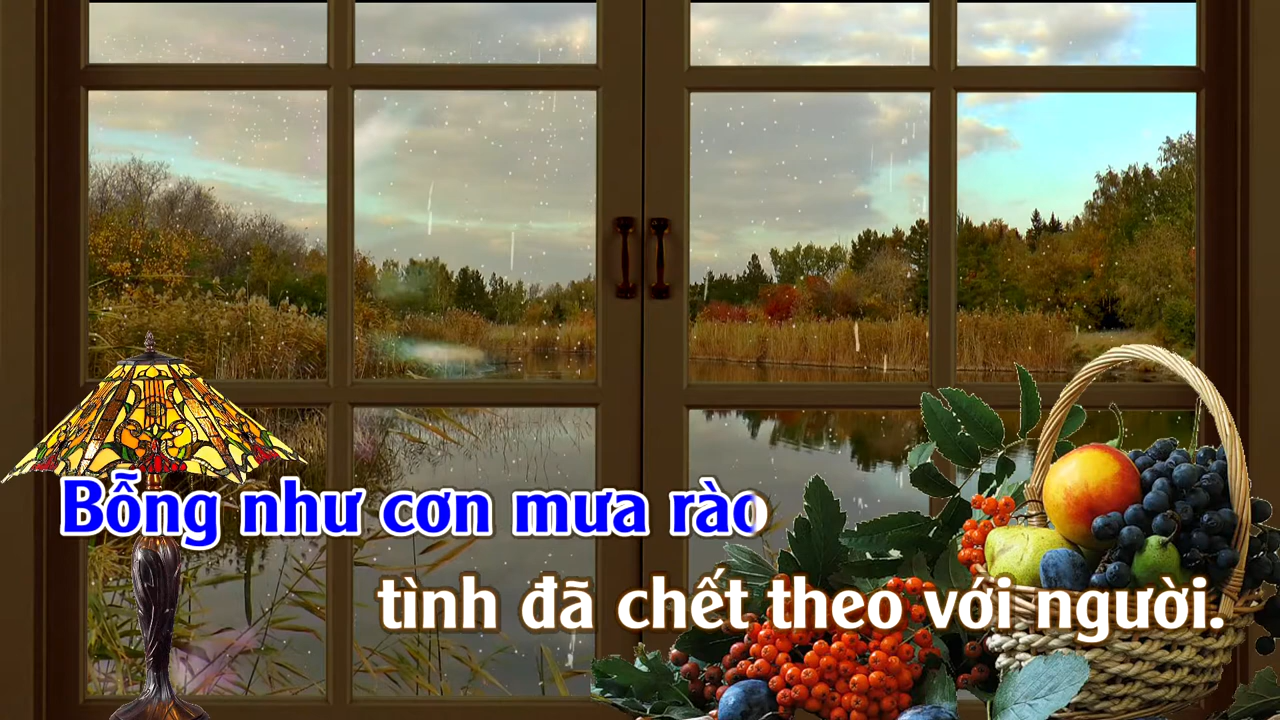 Bỗng như cơn mưa rào
tình đã chết theo với người.